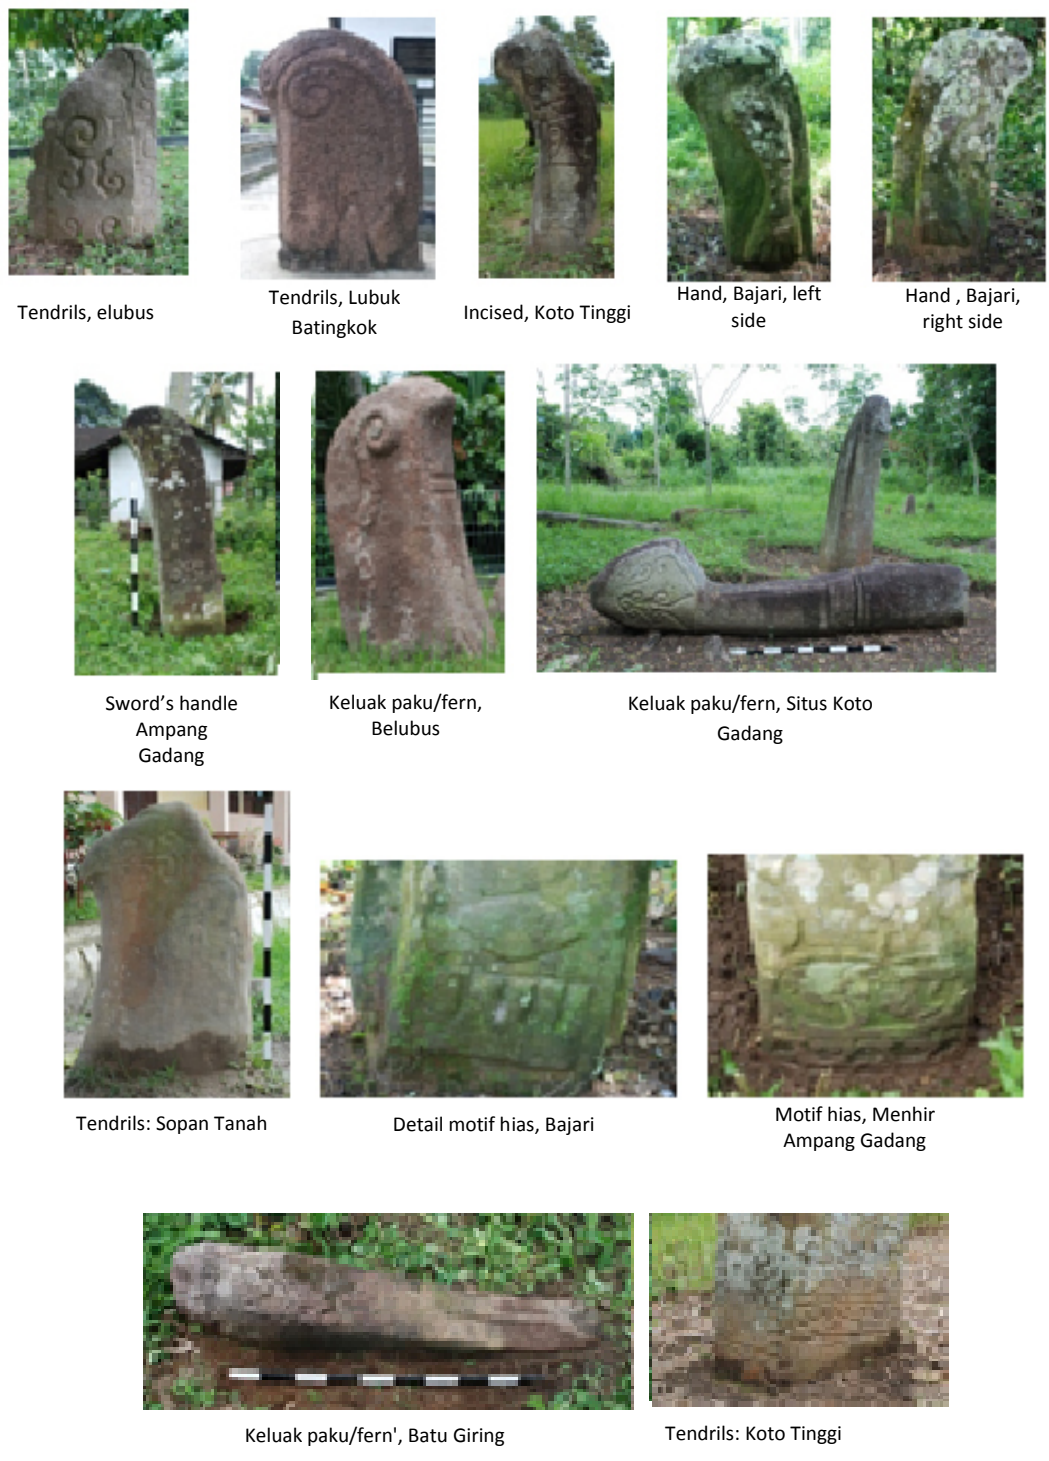 Tendrils, elubus
Tendrils, Lubuk
Batingkok
Incised, Koto Tinggi
Hand, Bajari, left
side
Hand , Bajari,
right side
Sword’s handle
Ampang
Gadang
Keluak paku/fern,
Belubus
Keluak paku/fern, Situs Koto
Gadang
Tendrils: Sopan Tanah
Detail motif hias, Bajari
Motif hias, Menhir
Ampang Gadang
Keluak paku/fern', Batu Giring
Tendrils: Koto Tinggi